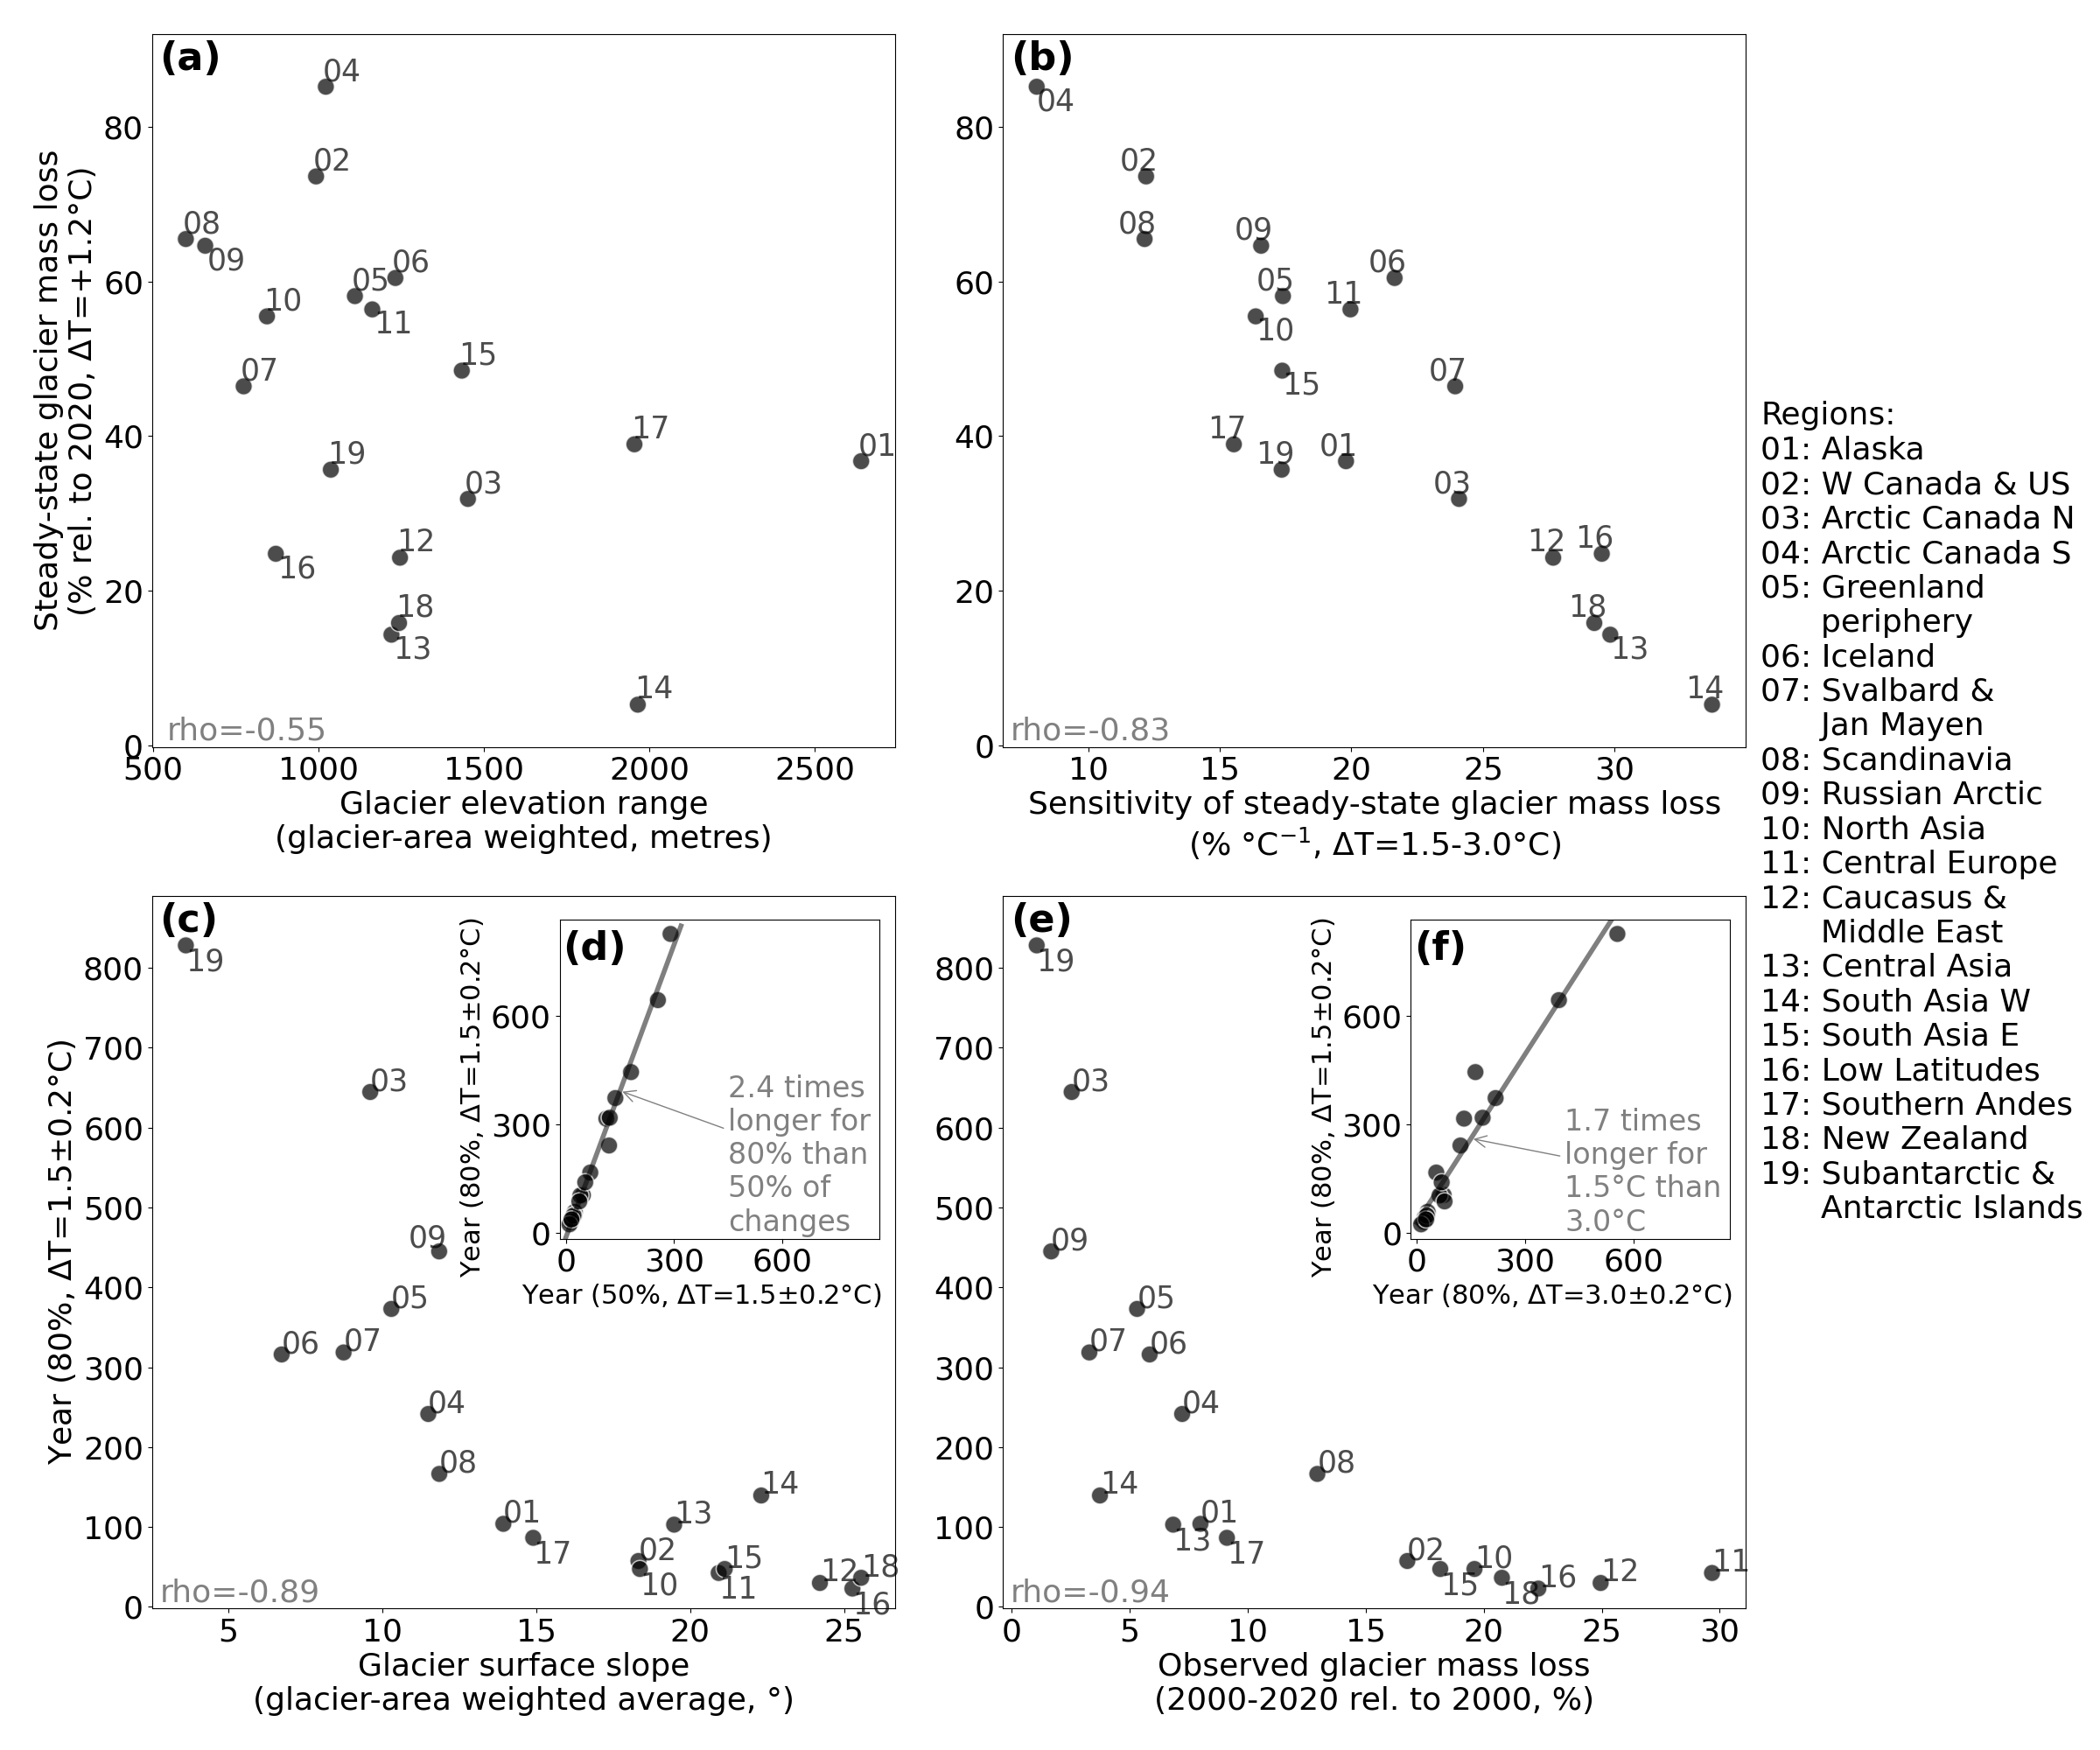 (a)
04
02
08
09
06
05
10
11
07
15
17
01
19
03
12
16
18
13
14
rho=-0.55
80
60
40
20
0
500 1000 1500 2000 2500
Steady-state glacier mass loss
(% rel. to 2020, ΔT=+1.2°C)
Glacier elevation range
(glacier-area weighted, metres)
(b)
04
02
08
09
06
05
11
10
07
15
17
19
01
03
12
16
18
13
14
rho=-0.83
80
60
40
20
0
10 15 20 25 30
Sensitivity of steady-state glacier mass loss
(% °C⁻¹, ΔT=1.5-3.0°C)
Regions:
01: Alaska
02: W Canada & US
03: Arctic Canada N
04: Arctic Canada S
05: Greenland
periphery
06: Iceland
07: Svalbard &
Jan Mayen
08: Scandinavia
09: Russian Arctic
10: North Asia
11: Central Europe
12: Caucasus &
Middle East
13: Central Asia
14: South Asia W
15: South Asia E
16: Low Latitudes
17: Southern Andes
18: New Zealand
19: Subantarctic &
Antarctic Islands
(c)
19
03
09
05
06
07
04
08
14
01
13
17
02
10
15
11
12
18
16
rho=-0.89
800
700
600
500
400
300
200
100
0
5 10 15 20 25
Year (80%, ΔT=1.5±0.2°C)
Glacier surface slope
(glacier-area weighted average, °)
(d)
600
300
0
0 300 600
Year (80%, ΔT=1.5±0.2°C)
Year (50%, ΔT=1.5±0.2°C)
2.4 times
longer for
80% than
50% of
changes
(e)
19
03
09
05
07
06
04
08
14
01
13
17
02
15
10
18
16
12
11
rho=-0.94
800
700
600
500
400
300
200
100
0
0 5 10 15 20 25 30
Observed glacier mass loss
(2000-2020 rel. to 2000, %)
(f)
600
300
0
0 300 600
Year (80%, ΔT=1.5±0.2°C)
Year (80%, ΔT=3.0±0.2°C)
1.7 times
longer for
1.5°C than
3.0°C